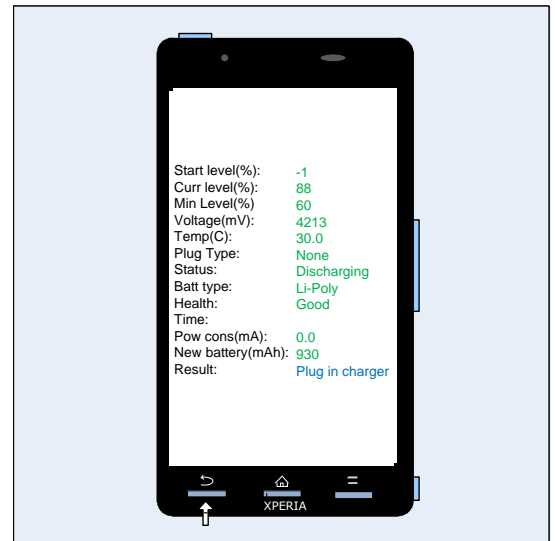 Start level(%): -1
Curr level(%): 88
Min Level(%) 60
Voltage(mV): 4213
Temp(C): 30.0
Plug Type: None
Status: Discharging
Batt type: Li-Poly
Health: Good
Time:
Pow cons(mA): 0.0
New battery(mAh): 930
Result: Plug in charger
XPERIA